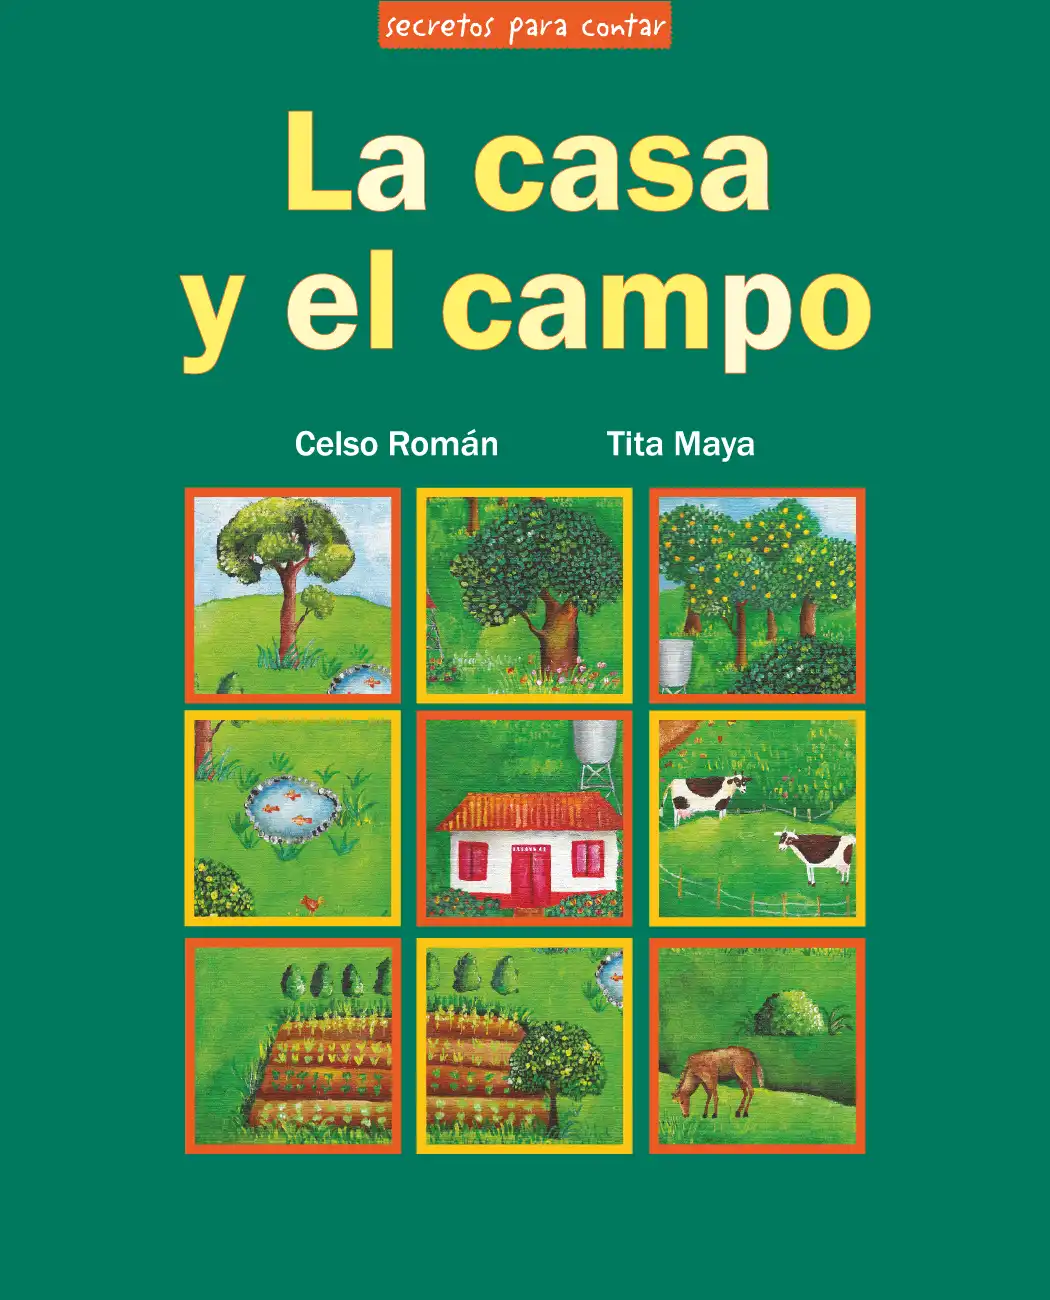 secretos para contar
La casa
y el campo
Celso Román
Tita Maya